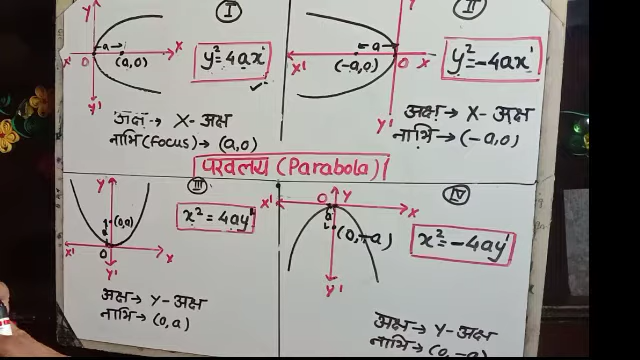 I
Y
a
X' O (a,0) X
Y'
y² = 4ax
अक्ष → X- अक्ष
नाभि (Focus) → (a,0)
II
Y
a
X' (-a,0) O X
Y'
y² = -4ax
अक्ष → X- अक्ष
नाभि → (-a,0)
परवलय (Parabola)
III
Y
(0,a)
a
X' O X
Y'
x² = 4ay
अक्ष → Y- अक्ष
नाभि → (0,a)
IV
X' O Y X
a
(0,-a)
Y'
x² = -4ay
अक्ष → Y- अक्ष
नाभि → (0,-a)